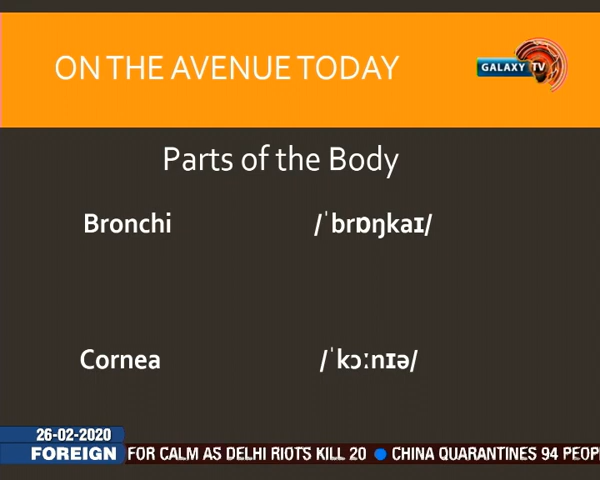 ON THE AVENUE TODAY
GALAXY TV
Parts of the Body
Bronchi /ˈbrɒŋkaɪ/
Cornea /ˈkɔːnɪə/
26-02-2020
FOREIGN FOR CALM AS DELHI RIOTS KILL 20 CHINA QUARANTINES 94 PEOP